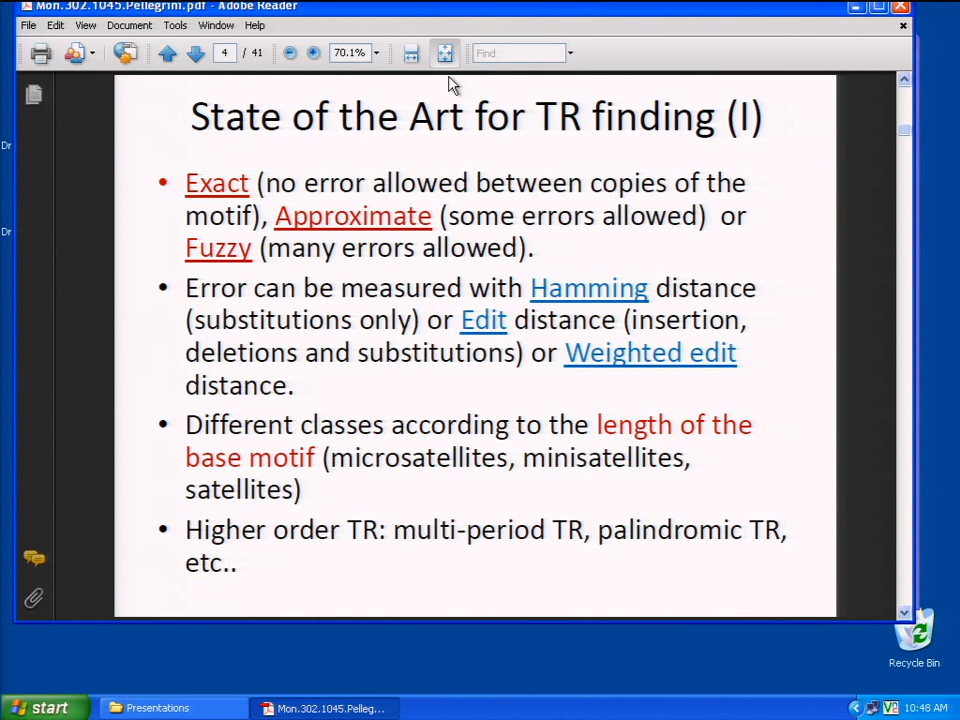 Mon.302.1045.Pellegrini.pdf - Adobe Reader
File Edit View Document Tools Window Help
4 / 41 70.1% Find
State of the Art for TR finding (I)
• Exact (no error allowed between copies of the
motif), Approximate (some errors allowed) or
Fuzzy (many errors allowed).
• Error can be measured with Hamming distance
(substitutions only) or Edit distance (insertion,
deletions and substitutions) or Weighted edit
distance.
• Different classes according to the length of the
base motif (microsatellites, minisatellites,
satellites)
• Higher order TR: multi-period TR, palindromic TR,
etc..
Dr
Dr
Recycle Bin
start Presentations Mon.302.1045.Pelleg... 10:48 AM